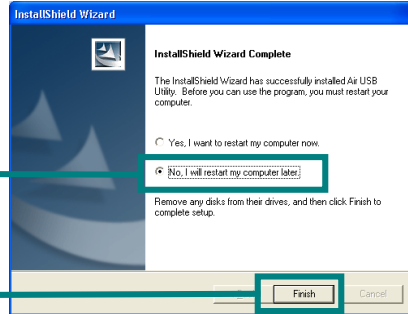 InstallShield Wizard
InstallShield Wizard Complete
The InstallShield Wizard has successfully installed Air USB
Utility. Before you can use the program, you must restart your
computer.
Yes, I want to restart my computer now.
No, I will restart my computer later.
Remove any disks from their drives, and then click Finish to
complete setup.
Finish
Cancel